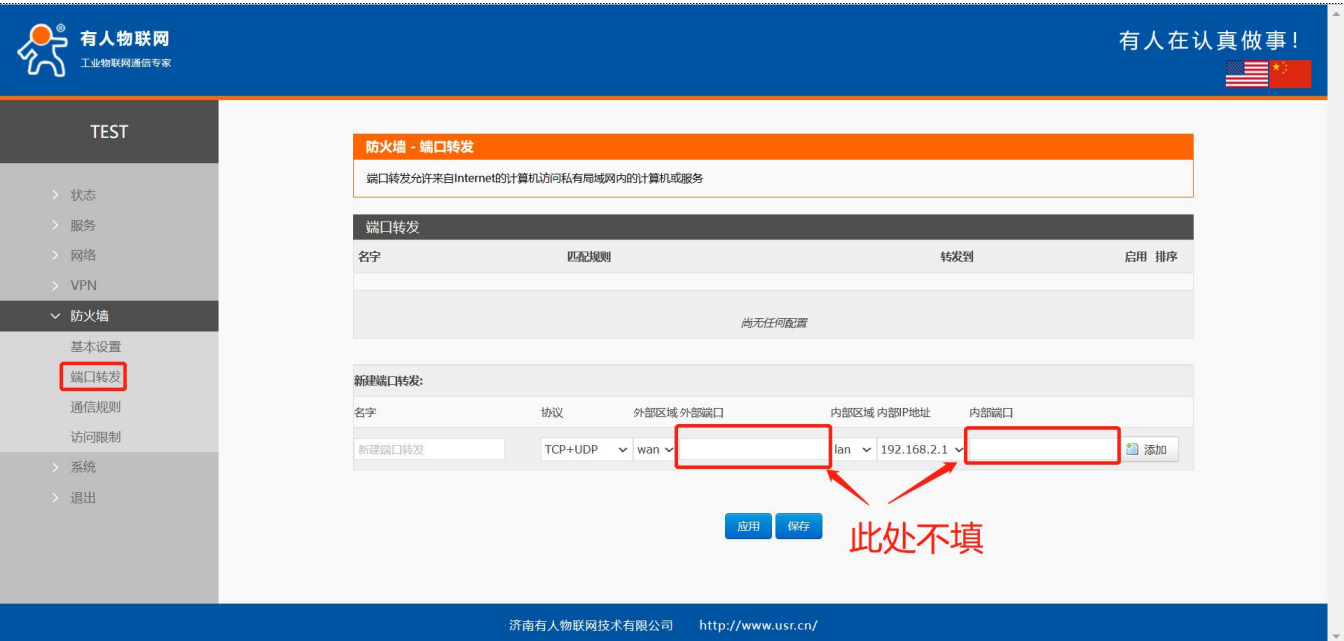 有人物联网
®
工业物联网通信专家
有人在认真做事!
TEST
状态
服务
网络
VPN
防火墙
基本设置
端口转发
通信规则
访问限制
系统
退出
防火墙 - 端口转发
端口转发允许来自Internet的计算机访问私有局域网内的计算机或服务
端口转发
名字 匹配规则 转发到 启用 排序
尚无任何配置
新建端口转发:
名字 协议 外部区域 外部端口 内部区域 内部IP地址 内部端口
新建端口转发 TCP+UDP wan lan 192.168.2.1 添加
应用 保存
此处不填
济南有人物联网技术有限公司 http://www.usr.cn/